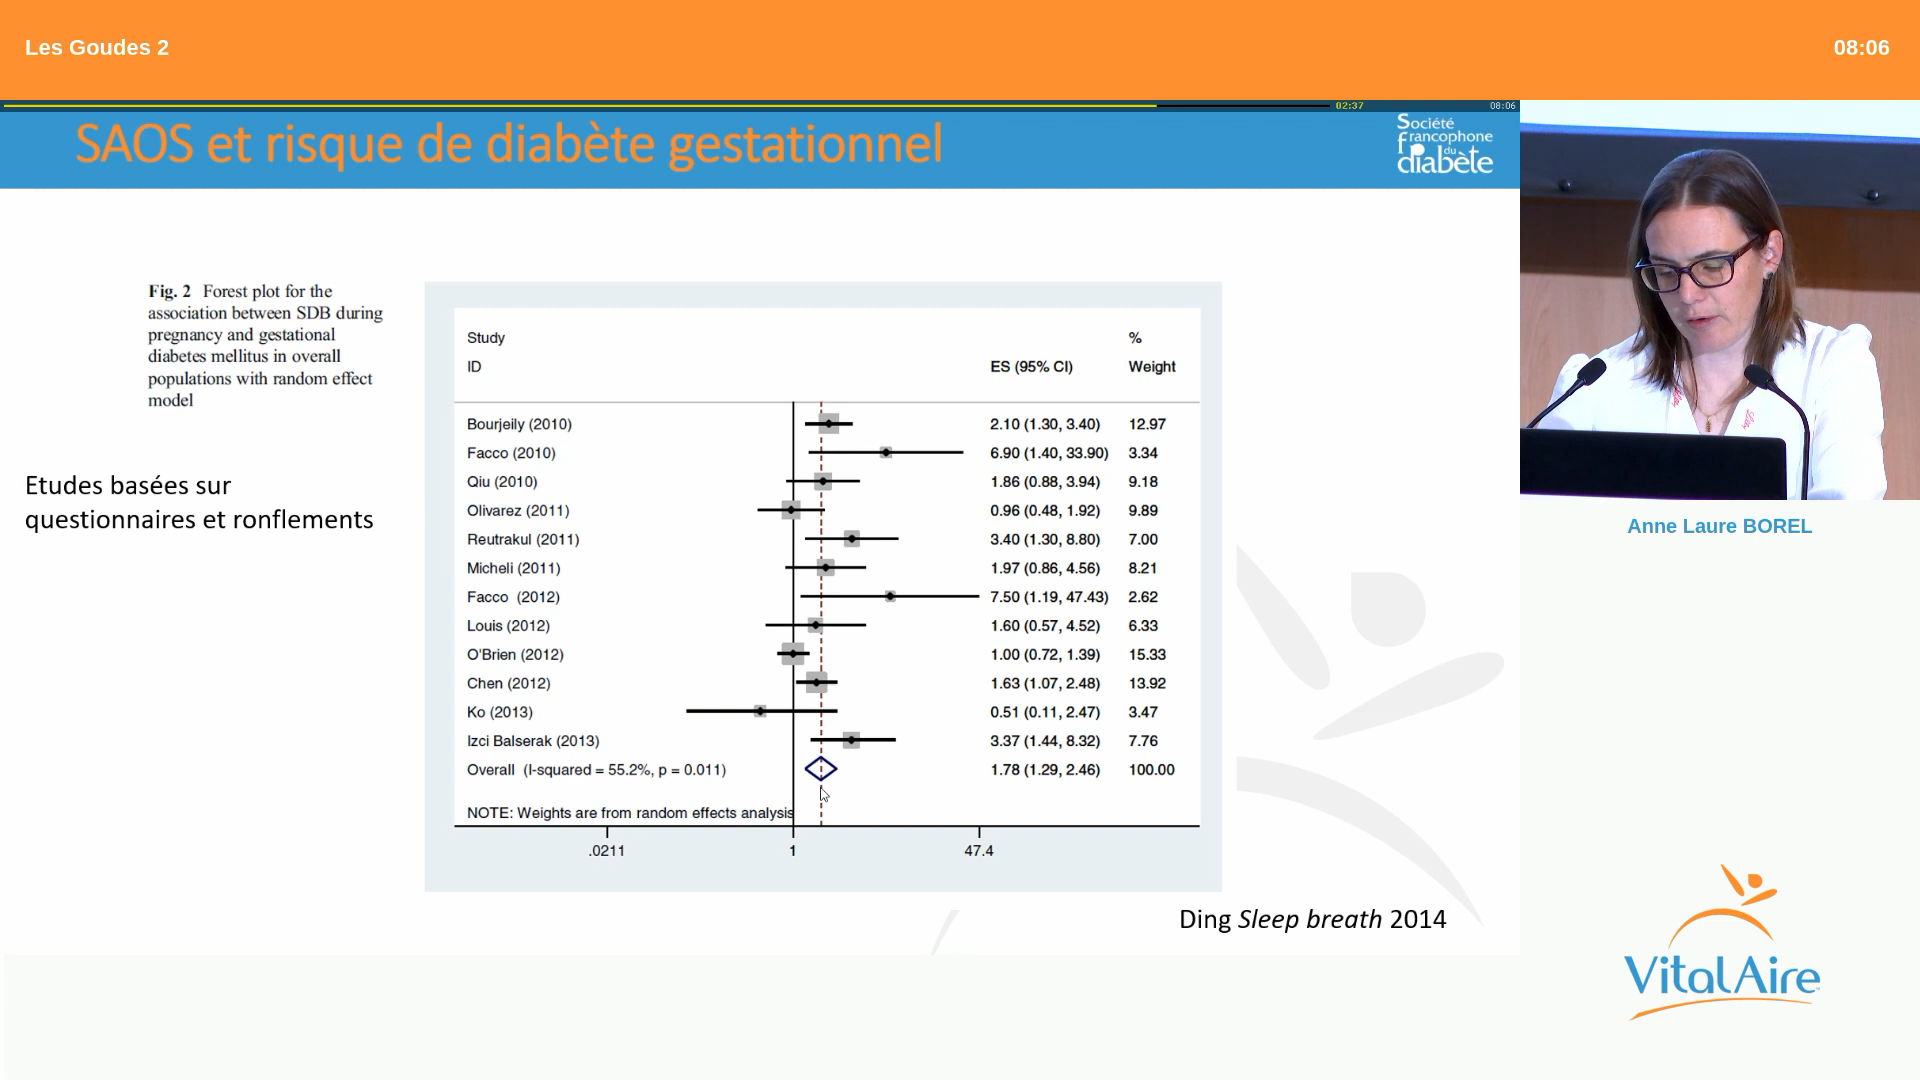 Les Goudes 2
08:06
02:37
08:06
SAOS et risque de diabète gestationnel
Société
francophone
du
diabète
Fig. 2 Forest plot for the
association between SDB during
pregnancy and gestational
diabetes mellitus in overall
populations with random effect
model
Etudes basées sur
questionnaires et ronflements
Study %
ID ES (95% CI) Weight
Bourjeily (2010) 2.10 (1.30, 3.40) 12.97
Facco (2010) 6.90 (1.40, 33.90) 3.34
Qiu (2010) 1.86 (0.88, 3.94) 9.18
Olivarez (2011) 0.96 (0.48, 1.92) 9.89
Reutrakul (2011) 3.40 (1.30, 8.80) 7.00
Micheli (2011) 1.97 (0.86, 4.56) 8.21
Facco (2012) 7.50 (1.19, 47.43) 2.62
Louis (2012) 1.60 (0.57, 4.52) 6.33
O'Brien (2012) 1.00 (0.72, 1.39) 15.33
Chen (2012) 1.63 (1.07, 2.48) 13.92
Ko (2013) 0.51 (0.11, 2.47) 3.47
Izci Balserak (2013) 3.37 (1.44, 8.32) 7.76
Overall (I-squared = 55.2%, p = 0.011) 1.78 (1.29, 2.46) 100.00
NOTE: Weights are from random effects analysis
.0211 1 47.4
Ding Sleep breath 2014
Anne Laure BOREL
VitalAire